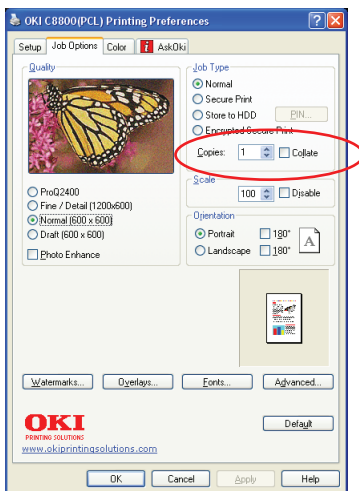 OKI C8800(PCL) Printing Preferences
Setup Job Options Color AskOki
Quality
ProQ2400
Fine / Detail (1200x600)
Normal (600 x 600)
Draft (600 x 600)
Photo Enhance
Job Type
Normal
Secure Print
Store to HDD PIN...
Encrypted Secure Print
Copies: 1 Collate
Scale
100 Disable
Orientation
Portrait 180°
Landscape 180°
A
Watermarks... Overlays... Fonts... Advanced...
OKI
PRINTING SOLUTIONS
www.okiprintingsolutions.com
Default
OK Cancel Apply Help